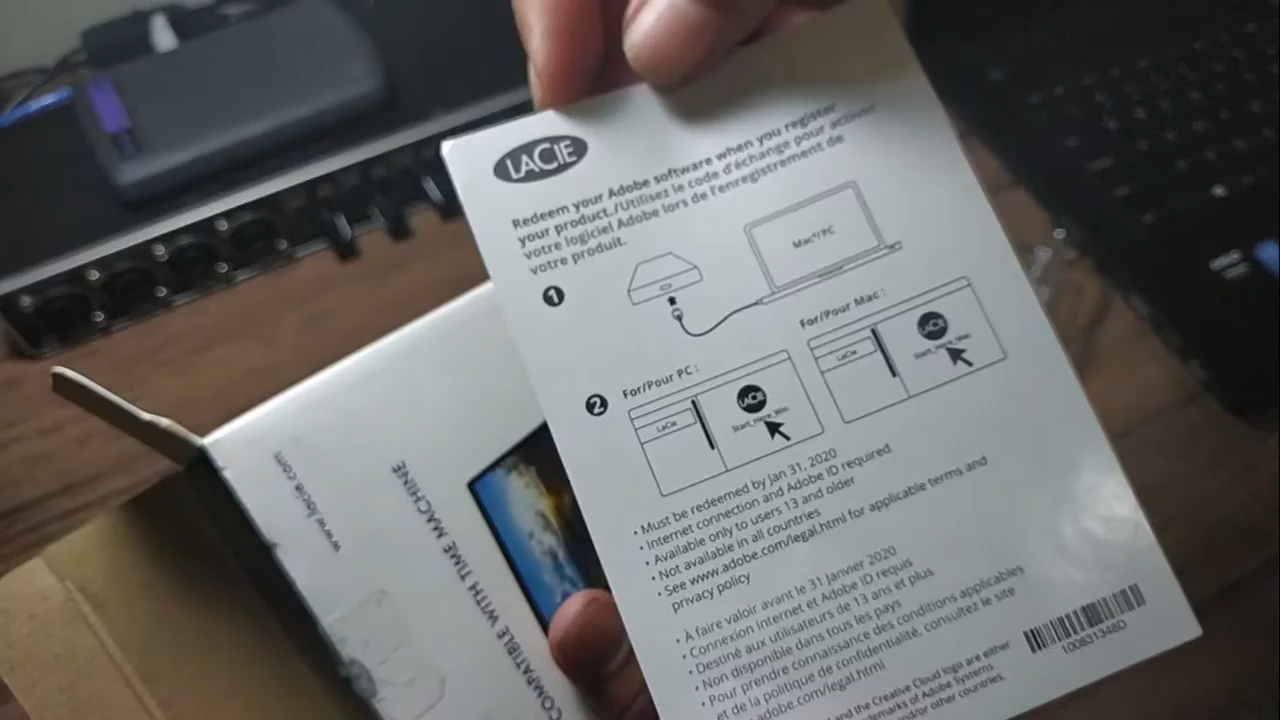 LACIE
Redeem your Adobe software when you register
your product./Utilisez le code d'échange pour activer
votre logiciel Adobe lors de l'enregistrement de
votre produit.
1
Mac®/PC
2
For/Pour PC :
LaCie
LACIE
Start_Here_Win
For/Pour Mac :
LaCie
LACIE
Start_Here_Mac
• Must be redeemed by Jan 31, 2020
• Internet connection and Adobe ID required
• Available only to users 13 and older
• Not available in all countries
• See www.adobe.com/legal.html for applicable terms and
privacy policy
• À faire valoir avant le 31 Janvier 2020
• Connexion Internet et Adobe ID requis
• Destiné aux utilisateurs de 13 ans et plus
• Non disponible dans tous les pays
• Pour prendre connaissance des conditions applicables
et de la politique de confidentialité, consultez le site
adobe.com/legal.html
and the Creative Cloud logo are either
trademarks of Adobe Systems
and/or other countries.
100831348D
www.lacie.com
COMPATIBLE WITH TIME MACHINE